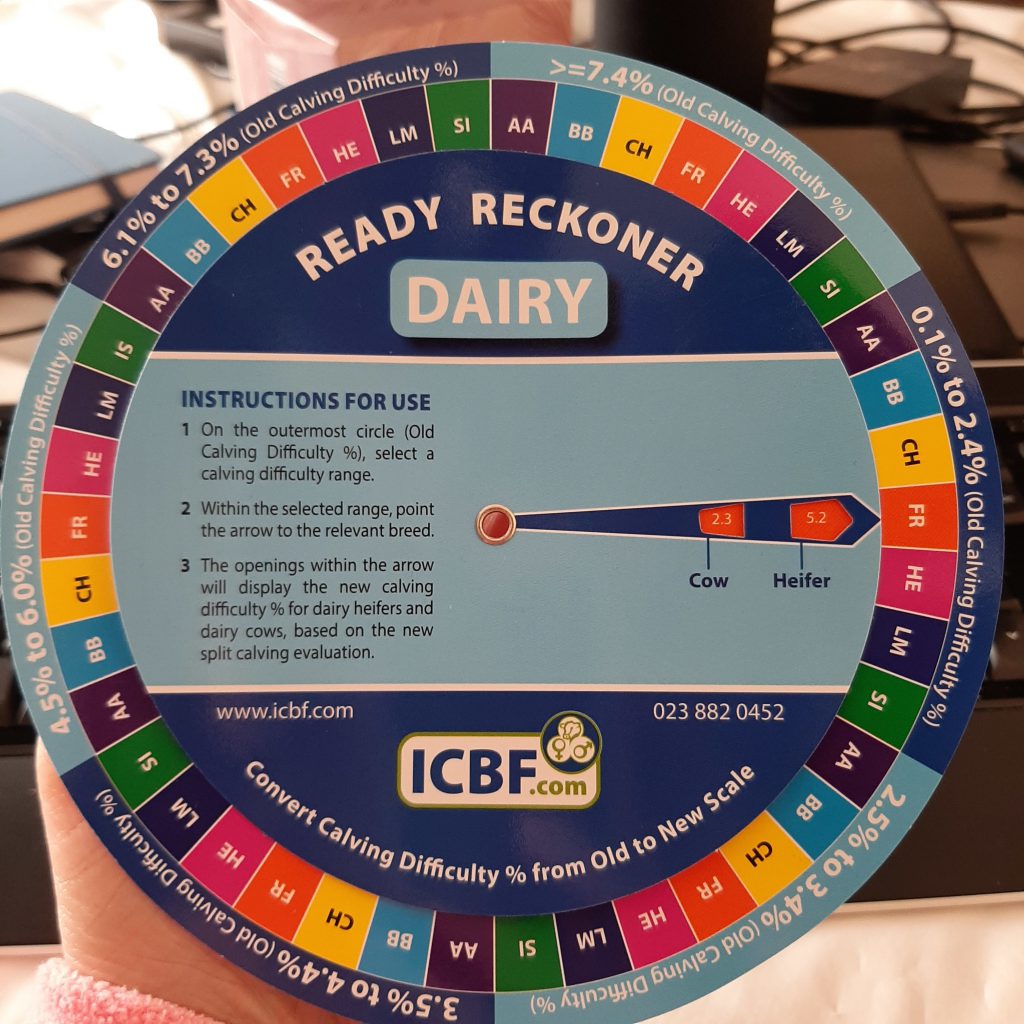 READY RECKONER
DAIRY
INSTRUCTIONS FOR USE
1 On the outermost circle (Old
Calving Difficulty %), select a
calving difficulty range.
2 Within the selected range, point
the arrow to the relevant breed.
3 The openings within the arrow
will display the new calving
difficulty % for dairy heifers and
dairy cows, based on the new
split calving evaluation.
2.3
5.2
Cow
Heifer
www.icbf.com
023 882 0452
ICBF.com
Convert Calving Difficulty % from Old to New Scale
>=7.4% (Old Calving Difficulty %)
AA BB CH FR HE LM SI
0.1% to 2.4% (Old Calving Difficulty %)
AA BB CH FR HE LM SI
2.5% to 3.4% (Old Calving Difficulty %)
AA BB CH FR HE LM SI
3.5% to 4.4% (Old Calving Difficulty %)
AA BB CH FR HE LM SI
4.5% to 6.0% (Old Calving Difficulty %)
AA BB CH FR HE LM SI
6.1% to 7.3% (Old Calving Difficulty %)
AA BB CH FR HE LM SI